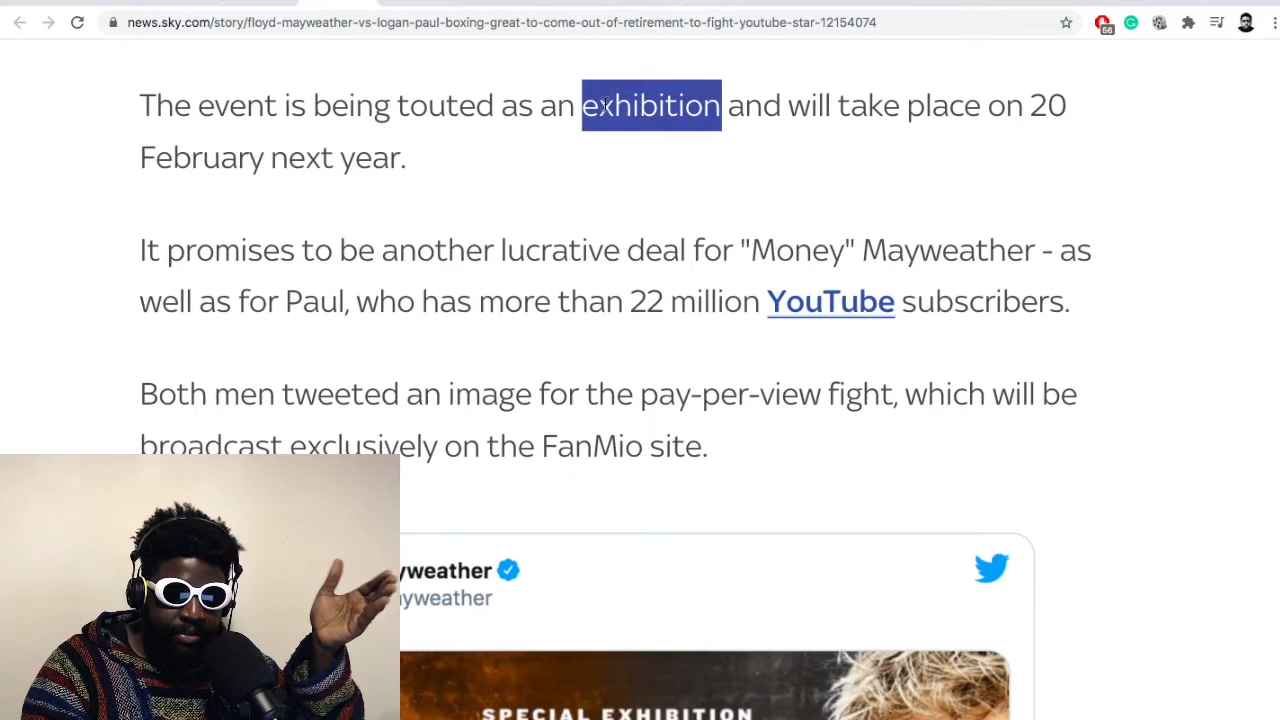 news.sky.com/story/floyd-mayweather-vs-logan-paul-boxing-great-to-come-out-of-retirement-to-fight-youtube-star-12154074
56
The event is being touted as an exhibition and will take place on 20
February next year.
It promises to be another lucrative deal for "Money" Mayweather - as
well as for Paul, who has more than 22 million YouTube subscribers.
Both men tweeted an image for the pay-per-view fight, which will be
broadcast exclusively on the FanMio site.
yweather
ayweather
SPECIAL EXHIBITION